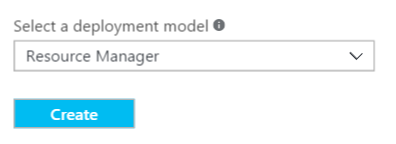 Select a deployment model
Resource Manager
Create